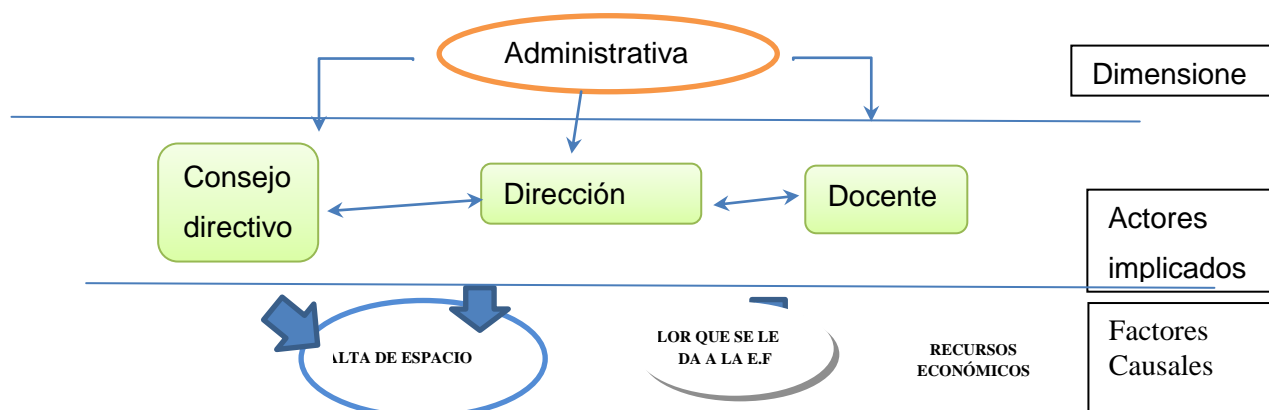 Administrativa
Dimensione
Consejo
directivo
Dirección
Docente
Actores
implicados
ALTA DE ESPACIO
LOR QUE SE LE
DA A LA E.F
RECURSOS
ECONÓMICOS
Factores
Causales